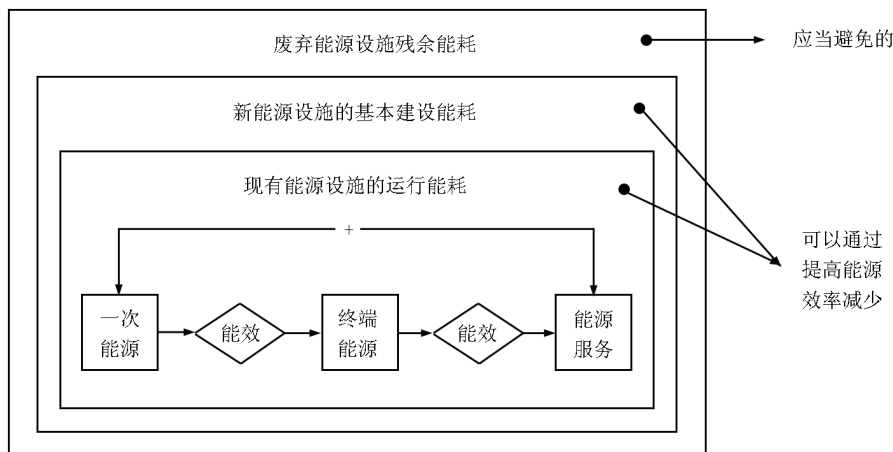 废弃能源设施残余能耗
应当避免的
新能源设施的基本建设能耗
现有能源设施的运行能耗
+
可以通过
提高能源
效率减少
一次
能源
能效
终端
能源
能效
能源
服务